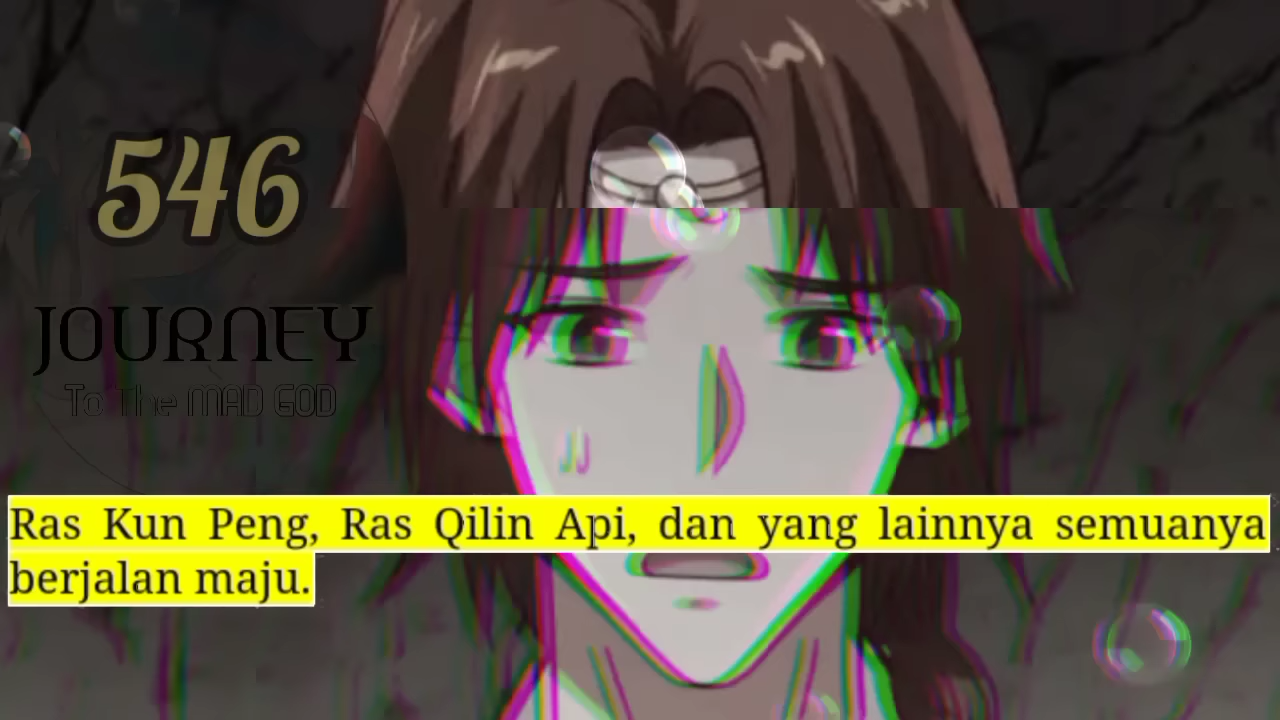 546
JOURNEY
To The MAD GOD
Ras Kun Peng, Ras Qilin Api, dan yang lainnya semuanya
berjalan maju.